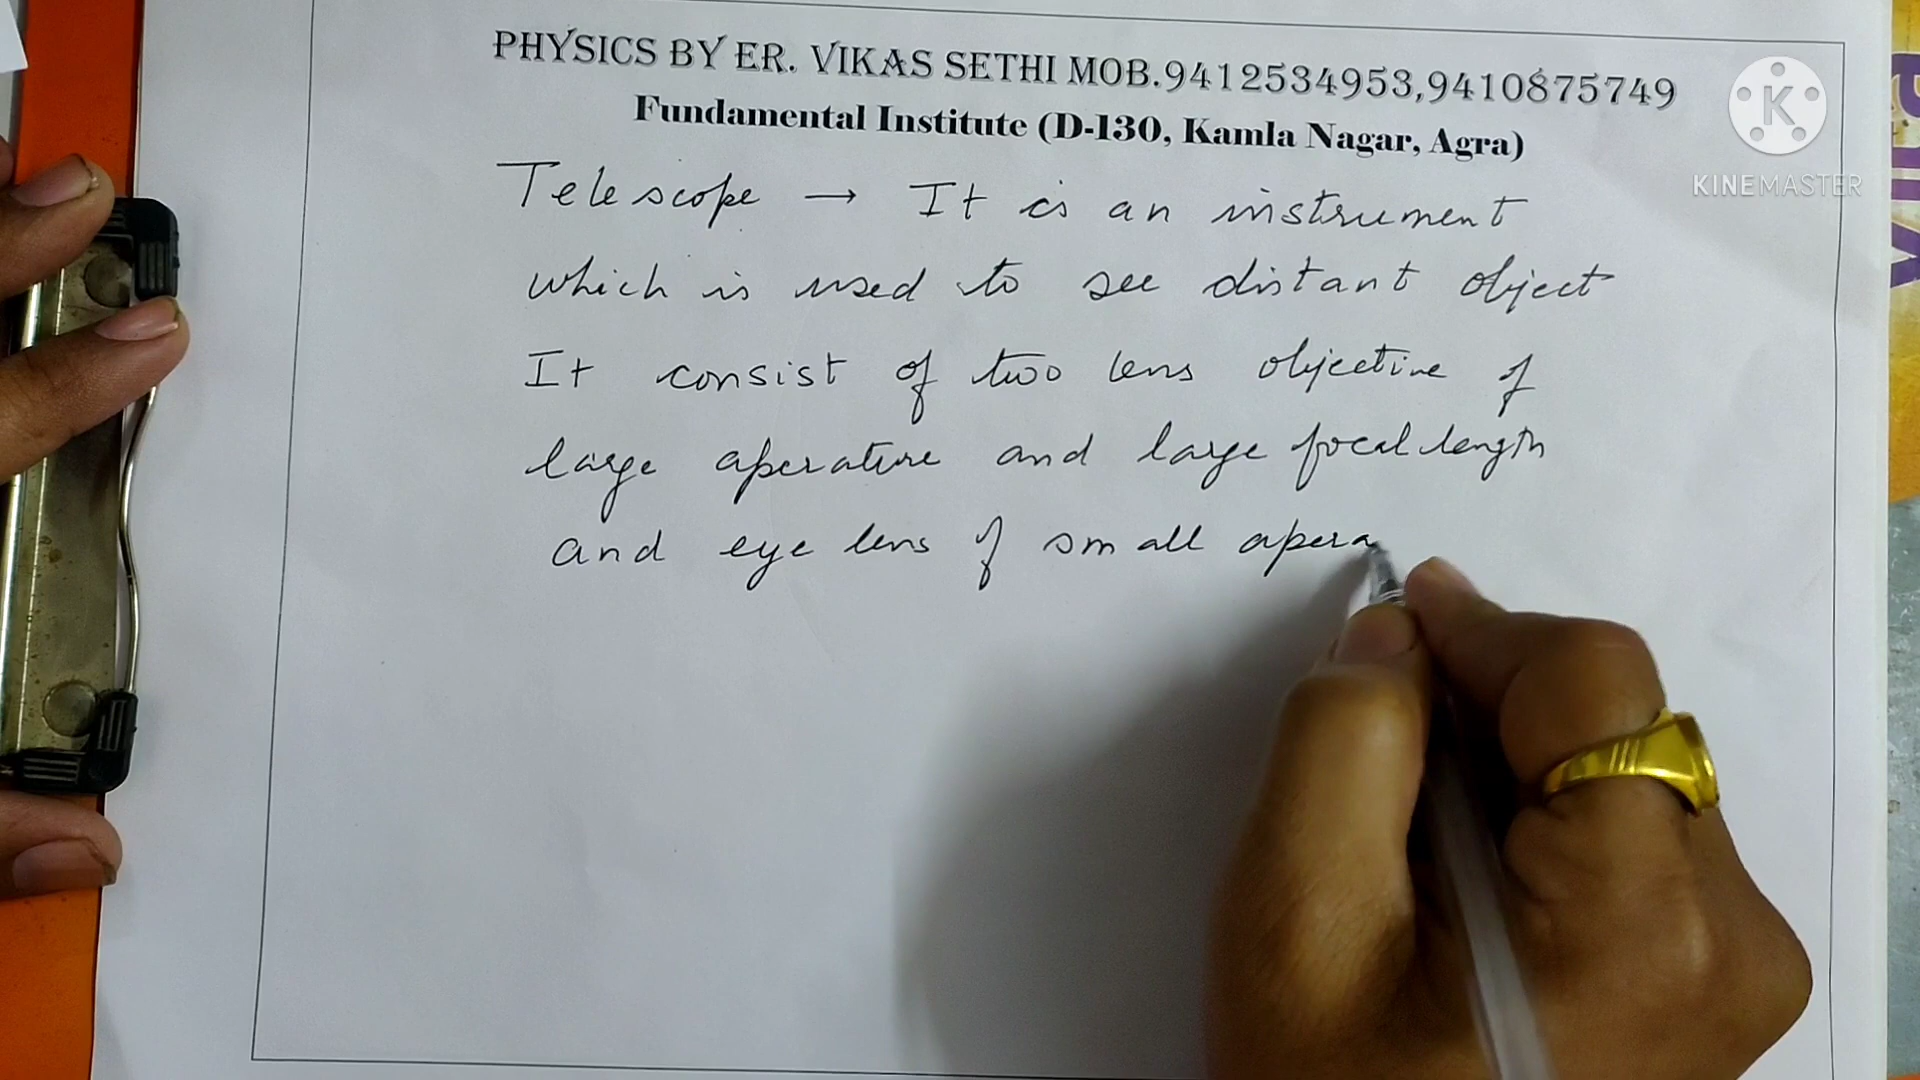 PHYSICS BY ER. VIKAS SETHI MOB.9412534953,9410875749
Fundamental Institute (D-130, Kamla Nagar, Agra)
KINEMASTER
Telescope → It is an instrument
which is used to see distant object
It consist of two lens objective of
large aperature and large focal length
and eye lens of small apera